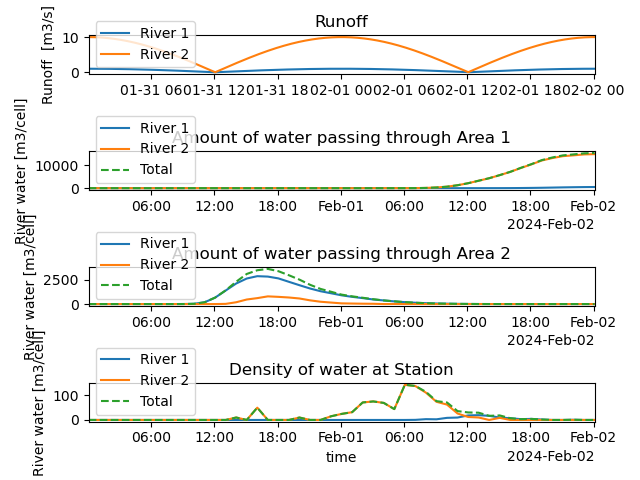 Runoff
Runoff [m3/s]
River 1
River 2
10
0
01-31 06 01-31 12 01-31 18 02-01 00 02-01 06 02-01 12 02-01 18 02-02 00
Amount of water passing through Area 1
River water [m3/cell]
River 1
River 2
Total
10000
0
06:00 12:00 18:00 Feb-01 06:00 12:00 18:00 Feb-02
2024-Feb-02
Amount of water passing through Area 2
River water [m3/cell]
River 1
River 2
Total
2500
0
06:00 12:00 18:00 Feb-01 06:00 12:00 18:00 Feb-02
2024-Feb-02
Density of water at Station
River water [m3/cell]
River 1
River 2
Total
100
0
06:00 12:00 18:00 Feb-01 06:00 12:00 18:00 Feb-02
time
2024-Feb-02